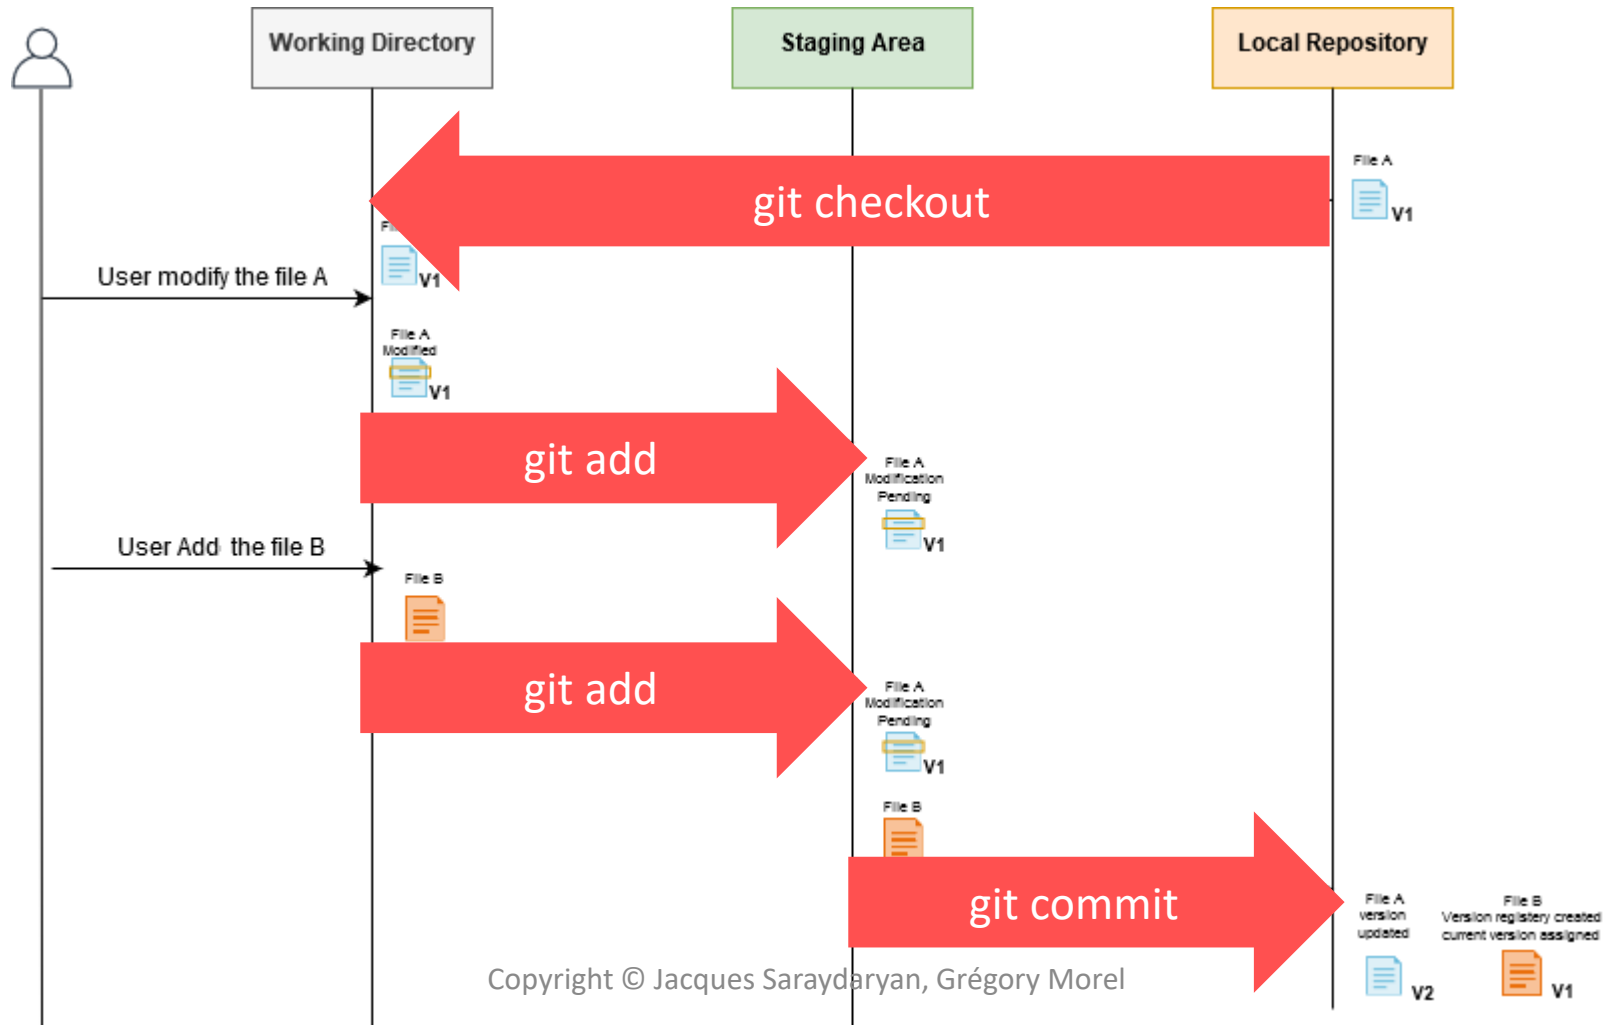 Working Directory
Staging Area
Local Repository
git checkout
File A
V1
V1
User modify the file A
File A
Modified
V1
git add
File A
Modification
Pending
V1
User Add the file B
File B
git add
File A
Modification
Pending
V1
File B
git commit
File A
version
updated
V2
File B
Version registery created
current version assigned
V1
Copyright © Jacques Saraydaryan, Grégory Morel